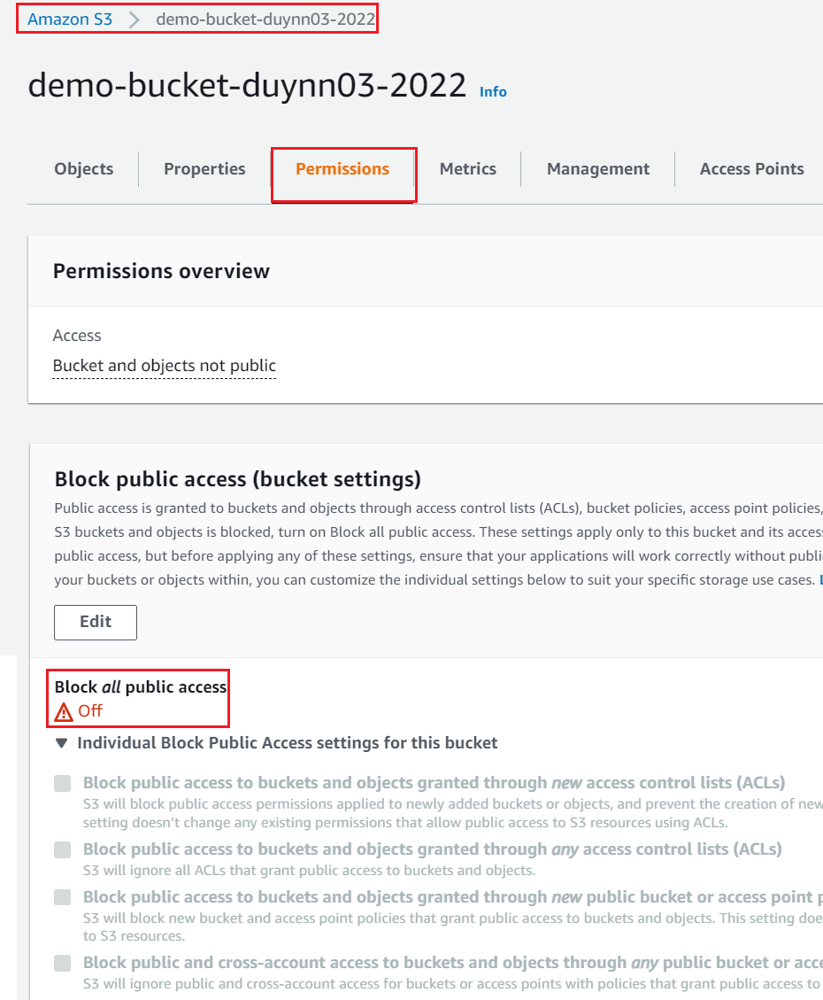 Amazon S3 > demo-bucket-duynn03-2022
demo-bucket-duynn03-2022 Info
Objects Properties Permissions Metrics Management Access Points
Permissions overview
Access
Bucket and objects not public
Block public access (bucket settings)
Public access is granted to buckets and objects through access control lists (ACLs), bucket policies, access point policies,
S3 buckets and objects is blocked, turn on Block all public access. These settings apply only to this bucket and its acces
public access, but before applying any of these settings, ensure that your applications will work correctly without publi
your buckets or objects within, you can customize the individual settings below to suit your specific storage use cases.
Edit
Block all public access
Off
Individual Block Public Access settings for this bucket
Block public access to buckets and objects granted through new access control lists (ACLs)
S3 will block public access permissions applied to newly added buckets or objects, and prevent the creation of new
setting doesn't change any existing permissions that allow public access to S3 resources using ACLs.
Block public access to buckets and objects granted through any access control lists (ACLs)
S3 will ignore all ACLs that grant public access to buckets and objects.
Block public access to buckets and objects granted through new public bucket or access point p
S3 will block new bucket and access point policies that grant public access to buckets and objects. This setting doe
to S3 resources.
Block public and cross-account access to buckets and objects through any public bucket or acce
S3 will ignore public and cross-account access for buckets or access points with policies that grant public access to